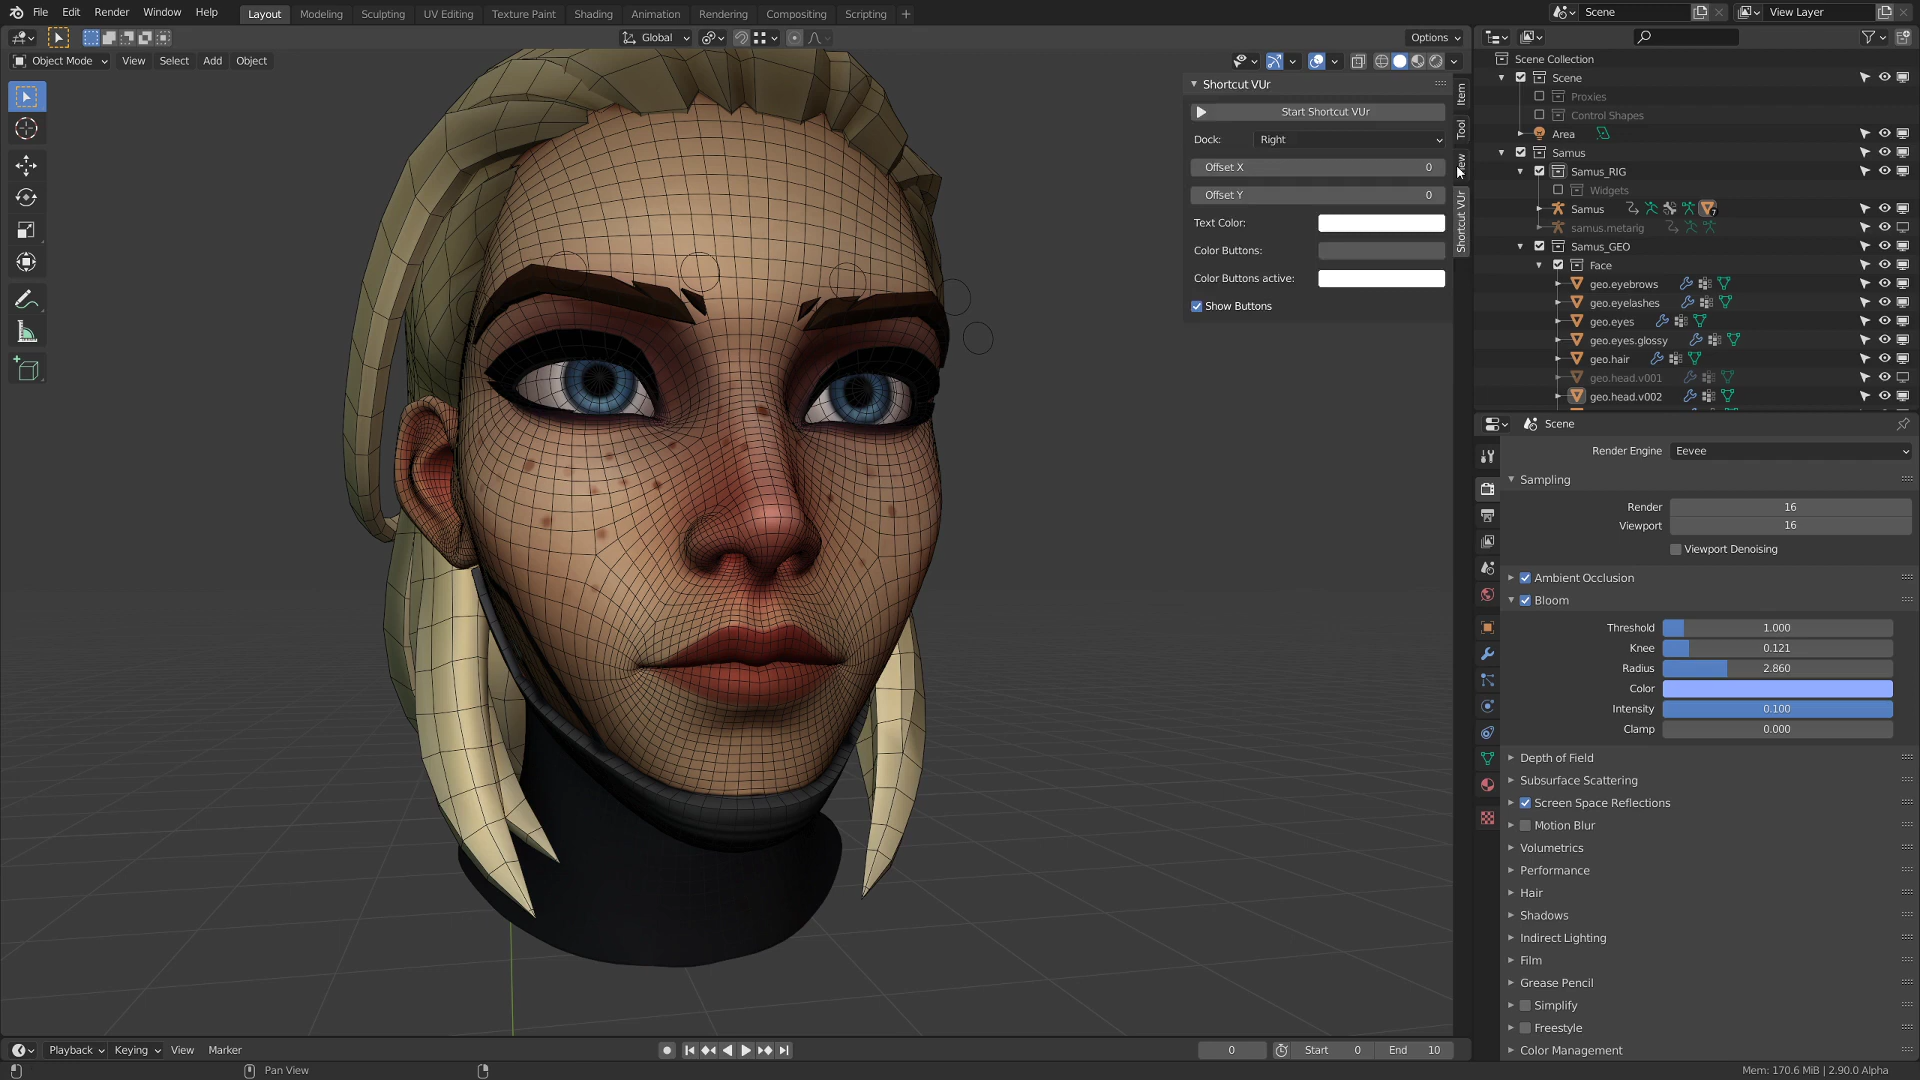 File Edit Render Window Help
Layout Modeling Sculpting UV Editing Texture Paint Shading Animation Rendering Compositing Scripting +
Scene
View Layer
Global
Options
Object Mode View Select Add Object
Shortcut VUr
Start Shortcut VUr
Dock: Right
Offset X 0
Offset Y 0
Text Color:
Color Buttons:
Color Buttons active:
Show Buttons
Item
Tool
Shortcut VUr
Scene Collection
Scene
Proxies
Control Shapes
Area
Samus
Samus_RIG
Widgets
Samus 7
samus.metarig
Samus_GEO
Face
geo.eyebrows
geo.eyelashes
geo.eyes
geo.eyes.glossy
geo.hair
geo.head.v001
geo.head.v002
Scene
Render Engine Eevee
Sampling
Render 16
Viewport 16
Viewport Denoising
Ambient Occlusion
Bloom
Threshold 1.000
Knee 0.121
Radius 2.860
Color
Intensity 0.100
Clamp 0.000
Depth of Field
Subsurface Scattering
Screen Space Reflections
Motion Blur
Volumetrics
Performance
Hair
Shadows
Indirect Lighting
Film
Grease Pencil
Simplify
Freestyle
Color Management
Playback Keying View Marker
0 Start 0 End 10
Pan View
Mem: 170.6 MiB | 2.90.0 Alpha